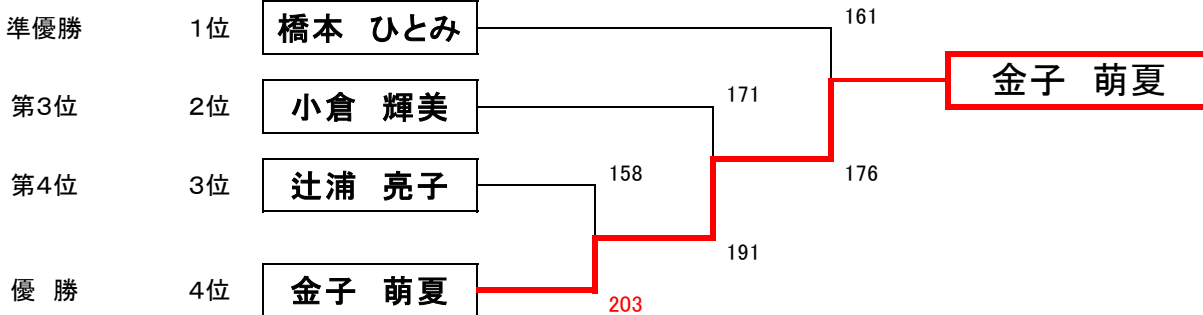 準優勝 1位 橋本 ひとみ 161
金子 萌夏
第3位 2位 小倉 輝美 171
第4位 3位 辻浦 亮子 158 176
191
優 勝 4位 金子 萌夏 203